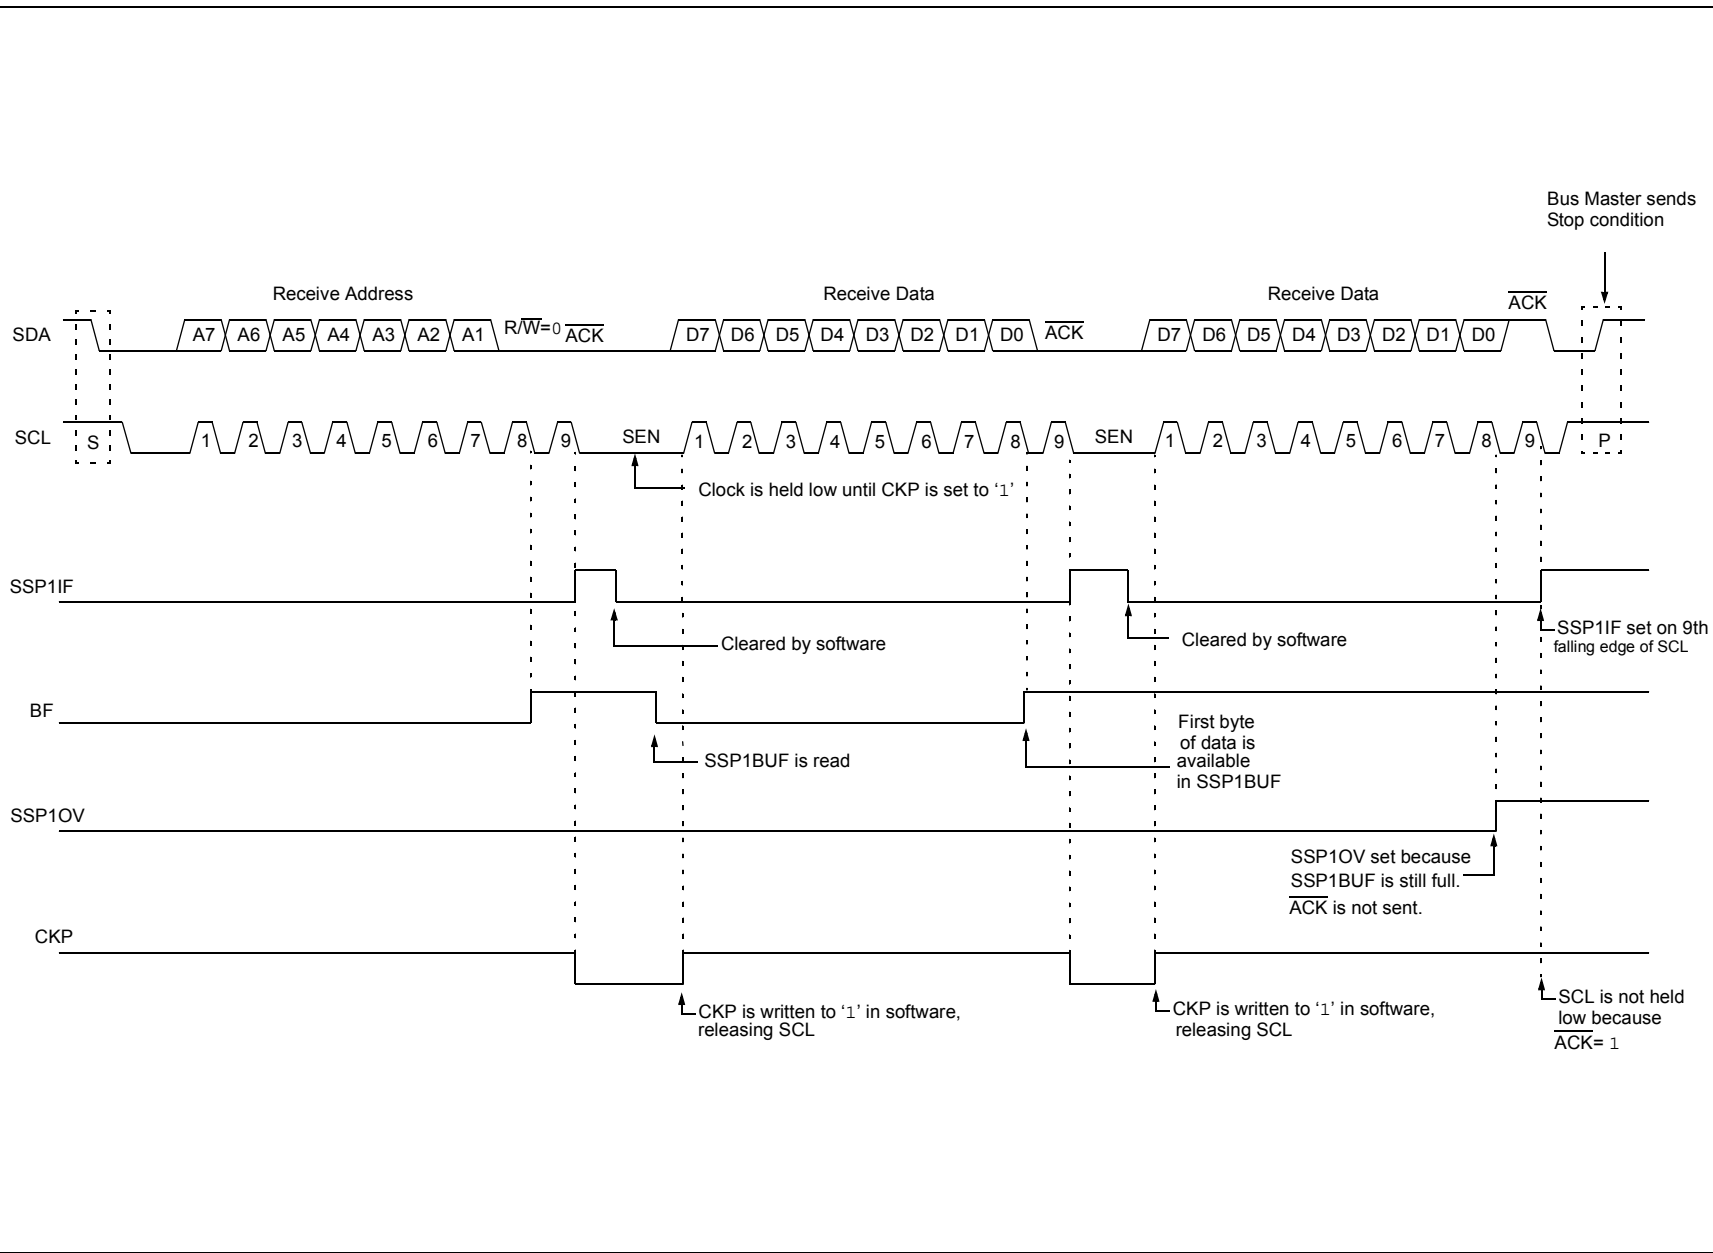 Bus Master sends
Stop condition
Receive Address
Receive Data
Receive Data
ACK
SDA
A7 A6 A5 A4 A3 A2 A1 R/W=0 ACK
D7 D6 D5 D4 D3 D2 D1 D0 ACK
D7 D6 D5 D4 D3 D2 D1 D0
SCL
S 1 2 3 4 5 6 7 8 9 SEN 1 2 3 4 5 6 7 8 9 SEN 1 2 3 4 5 6 7 8 9 P
Clock is held low until CKP is set to ‘1’
SSP1IF
Cleared by software
Cleared by software
SSP1IF set on 9th
falling edge of SCL
BF
SSP1BUF is read
First byte
of data is
available
in SSP1BUF
SSP1OV
SSP1OV set because
SSP1BUF is still full.
ACK is not sent.
CKP
CKP is written to ‘1’ in software,
releasing SCL
CKP is written to ‘1’ in software,
releasing SCL
SCL is not held
low because
ACK= 1